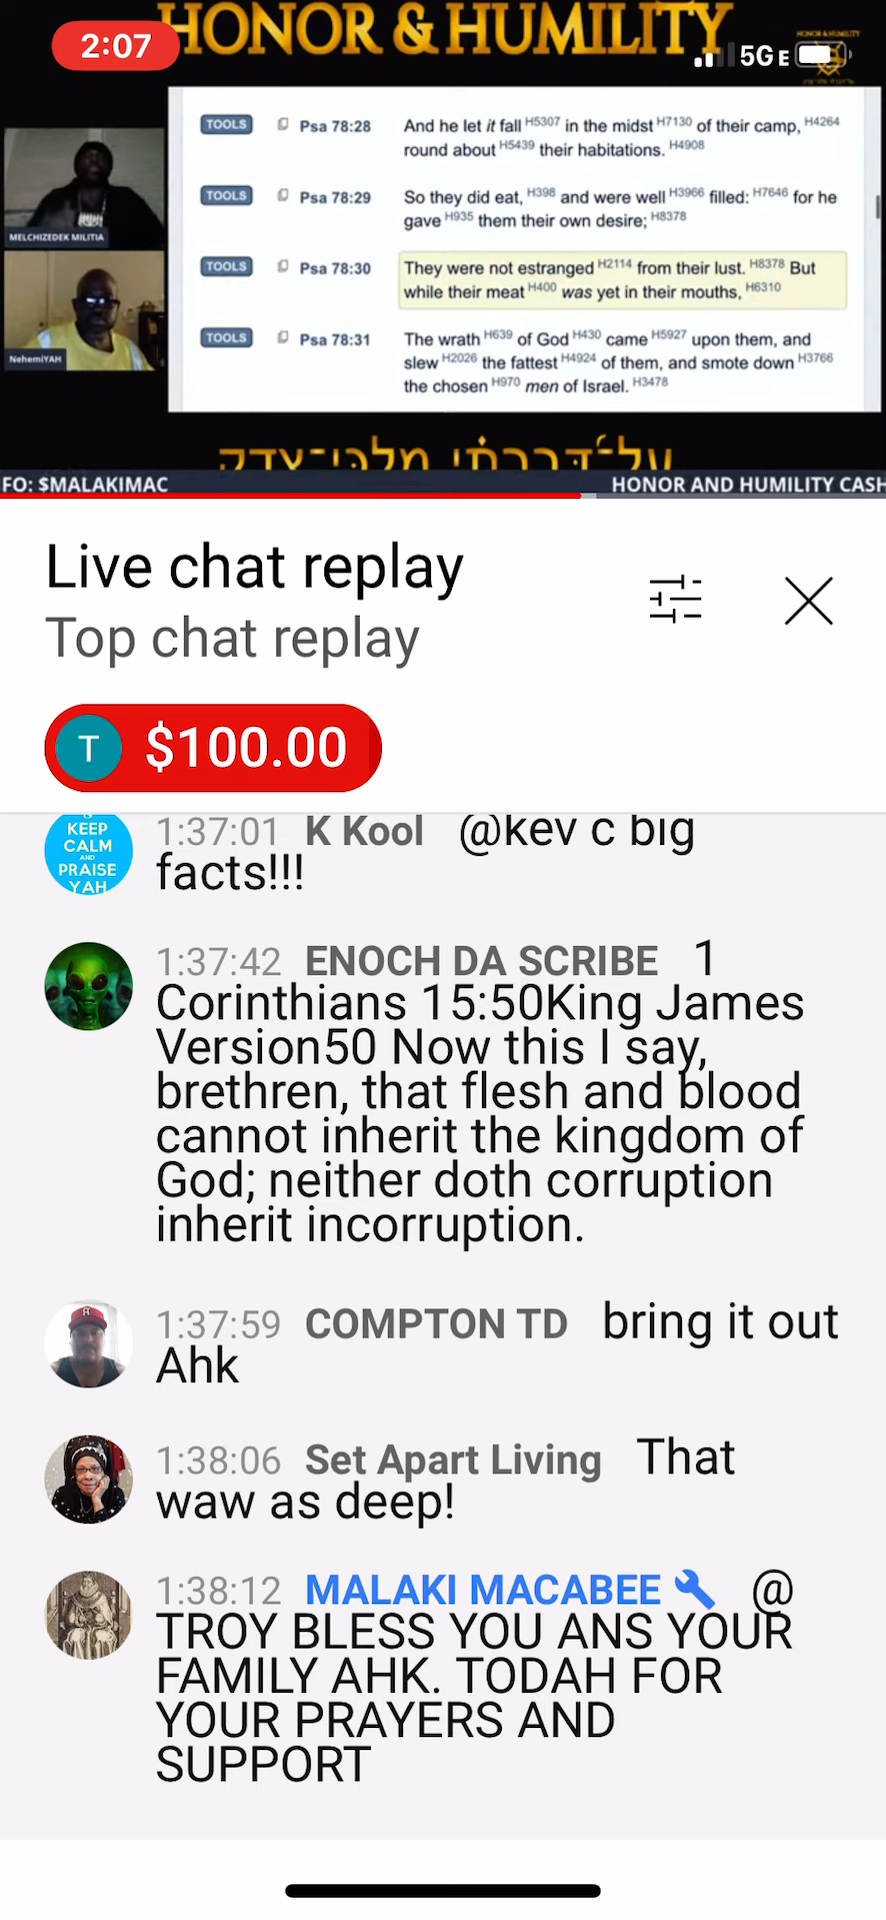 HONOR & HUMILITY
2:07
5GE
HONOR & HUMILITY
TOOLS Psa 78:28 And he let it fall H5307 in the midst H7130 of their camp, H4264
round about H5439 their habitations. H4908
TOOLS Psa 78:29 So they did eat, H398 and were well H3966 filled: H7646 for he
gave H935 them their own desire; H8378
TOOLS Psa 78:30 They were not estranged H2114 from their lust. H8378 But
while their meat H400 was yet in their mouths, H6310
TOOLS Psa 78:31 The wrath H639 of God H430 came H5927 upon them, and
slew H2026 the fattest H4924 of them, and smote down H3766
the chosen H970 men of Israel. H3478
MELCHIZEDEK MILITIA
NehemiYAH
על־דברתי מלכי־צדק
FO: $MALAKIMAC HONOR AND HUMILITY CASH
Live chat replay
Top chat replay
T $100.00
KEEP
CALM
AND
PRAISE
YAH
1:37:01 K Kool @kev c big
facts!!!
1:37:42 ENOCH DA SCRIBE 1
Corinthians 15:50King James
Version50 Now this I say,
brethren, that flesh and blood
cannot inherit the kingdom of
God; neither doth corruption
inherit incorruption.
1:37:59 COMPTON TD bring it out
Ahk
1:38:06 Set Apart Living That
waw as deep!
1:38:12 MALAKI MACABEE @
TROY BLESS YOU ANS YOUR
FAMILY AHK. TODAH FOR
YOUR PRAYERS AND
SUPPORT